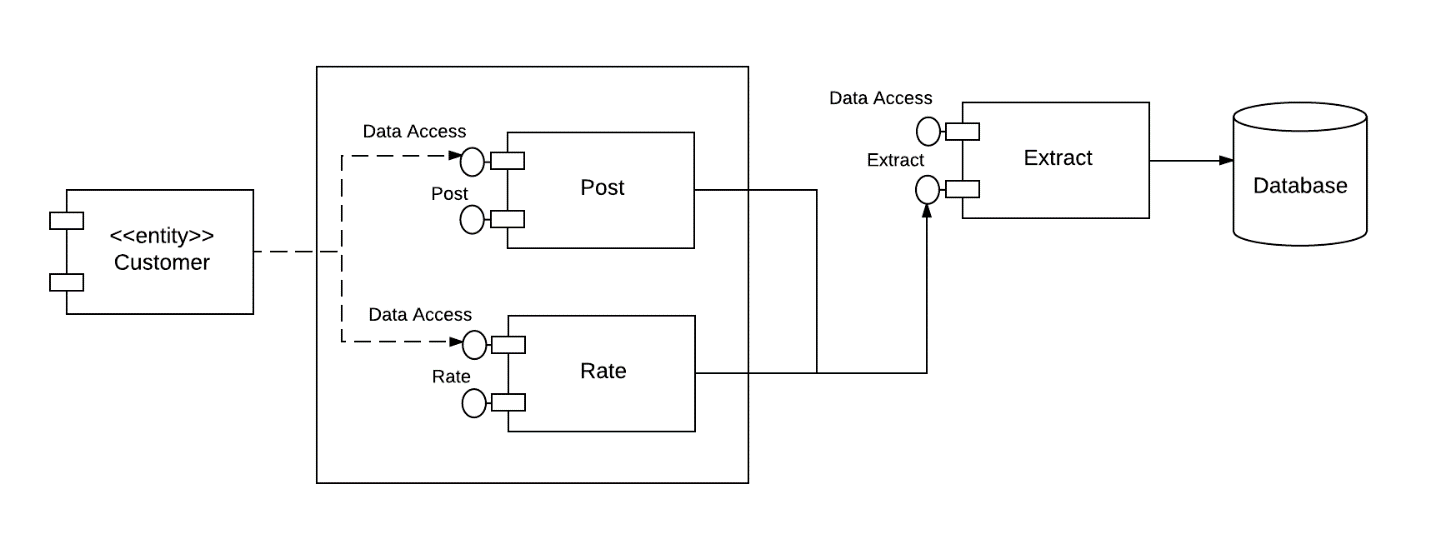 <<entity>>
Customer
Data Access
Post
Post
Data Access
Rate
Rate
Data Access
Extract
Extract
Database